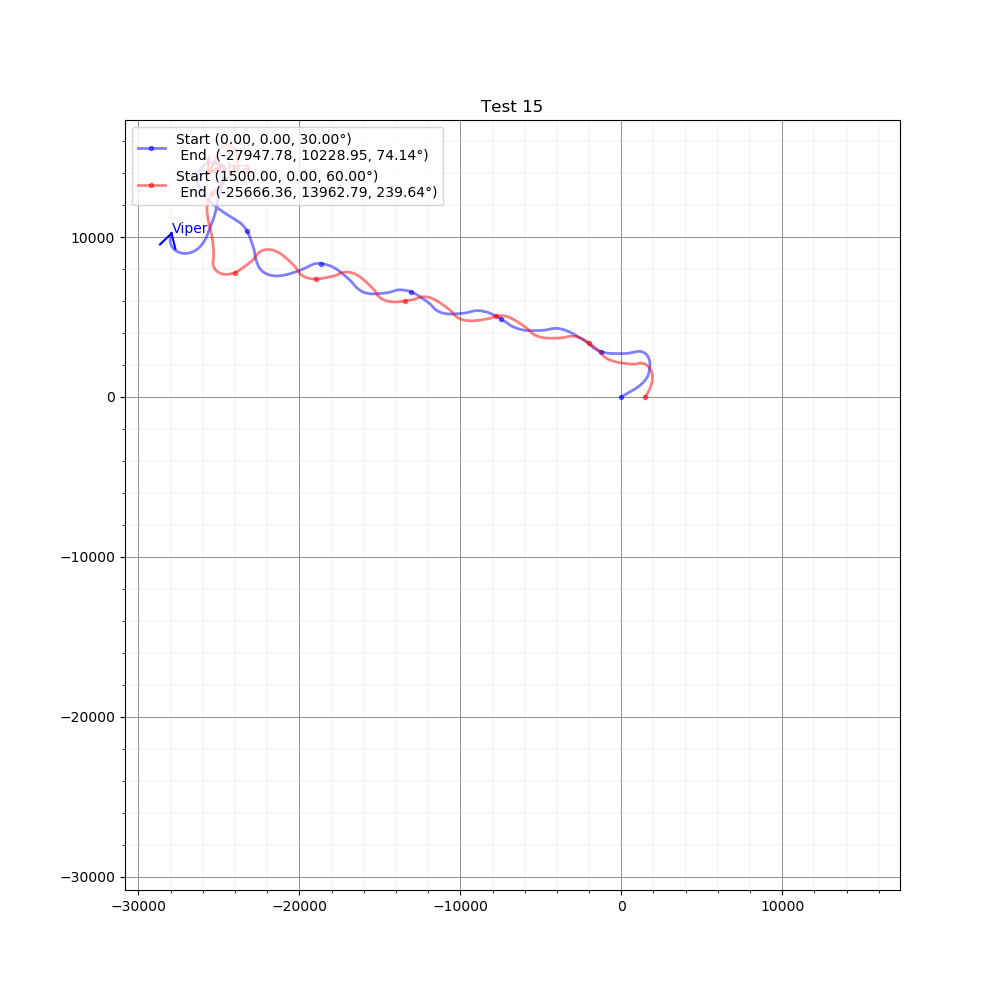 Test 15
Start (0.00, 0.00, 30.00°)
End (-27947.78, 10228.95, 74.14°)
Start (1500.00, 0.00, 60.00°)
End (-25666.36, 13962.79, 239.64°)
Viper
10000
0
−10000
−20000
−30000
−30000
−20000
−10000
0
10000